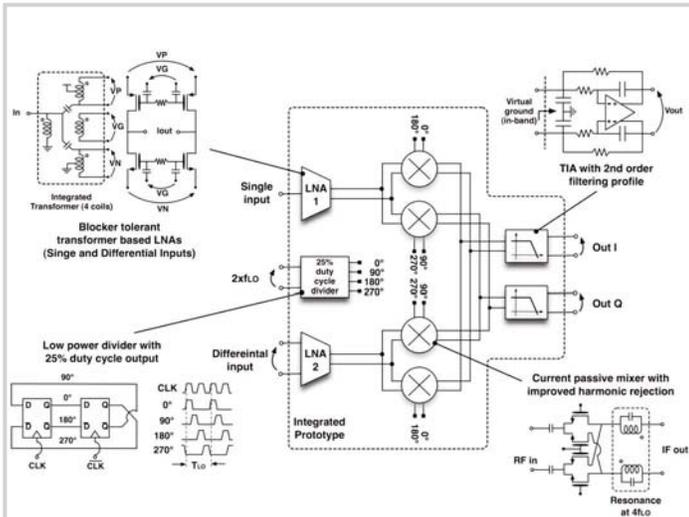 VP
VG
VP
In
VG
Iout
VN
VG
VN
Integrated
Transformer (4 coils)
Blocker tolerant
transformer based LNAs
(Singe and Differential Inputs)
Virtual
ground
(in-band)
Vout
TIA with 2nd order
filtering profile
180°
0°
Single
input
LNA
1
270°
90°
Out I
2xfLO
25%
duty
cycle
divider
0°
90°
180°
270°
270°
90°
Out Q
Low power divider with
25% duty cycle output
Differeintal
input
LNA
2
180°
0°
Integrated
Prototype
Current passive mixer with
improved harmonic rejection
90°
D Q
0°
D Q
180°
270°
CLK
CLK
CLK
0°
90°
180°
270°
TLO
RF in
IF out
Resonance
at 4fLO